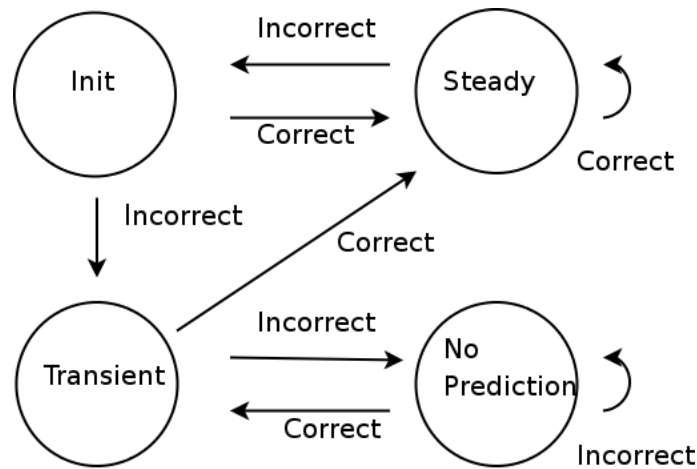 Incorrect
Init
Steady
Correct
Correct
Incorrect
Correct
Incorrect
No
Transient
Prediction
Correct
Incorrect